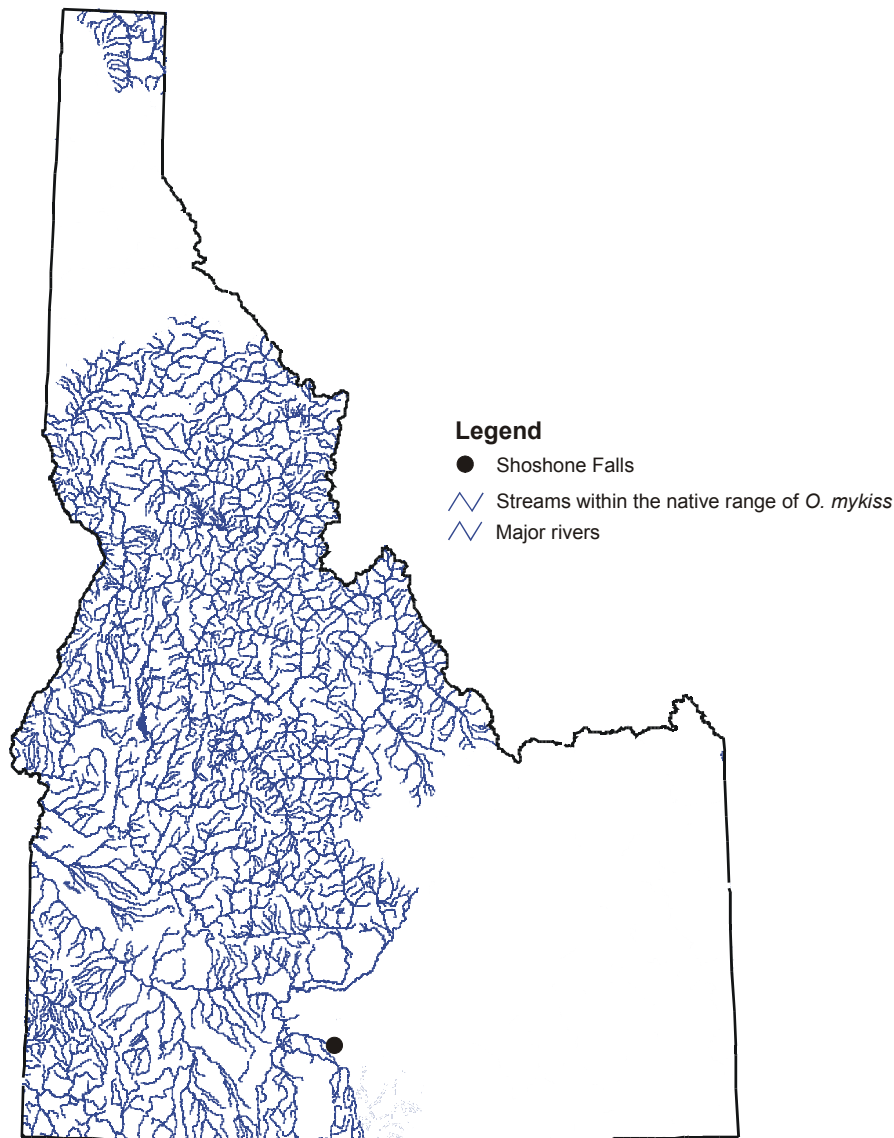 Legend
Shoshone Falls
Streams within the native range of O. mykiss
Major rivers